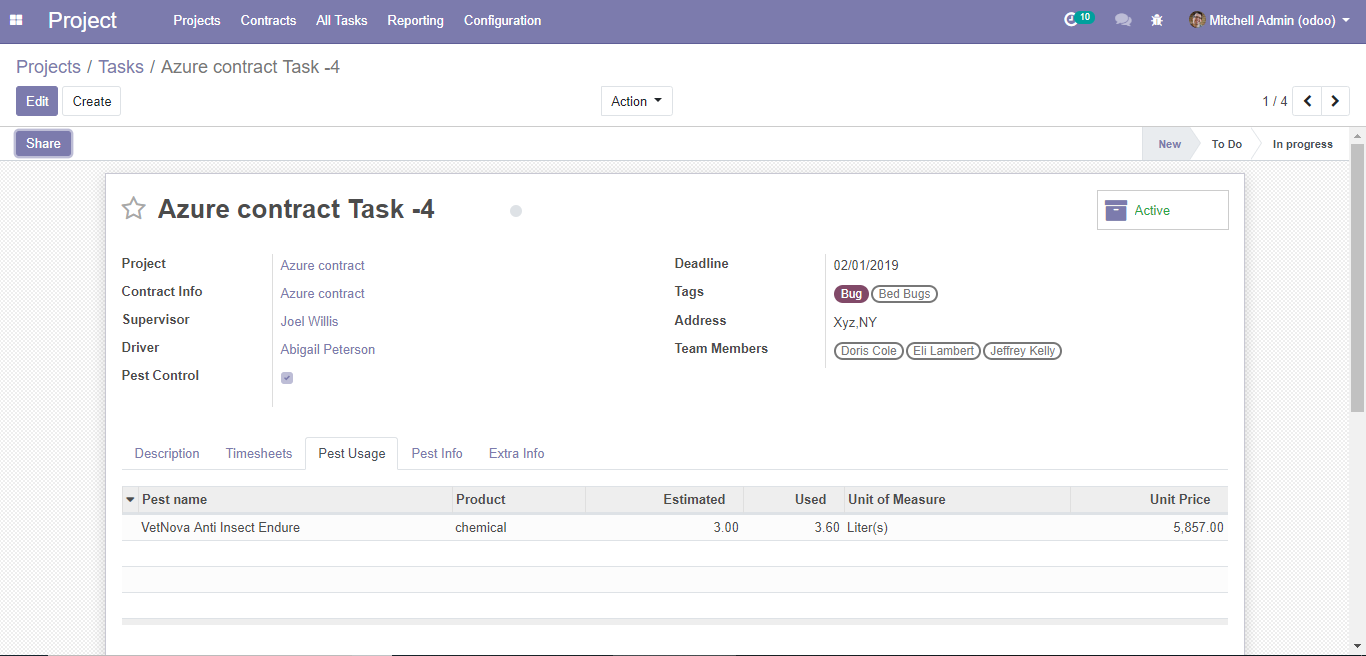 Project Projects Contracts All Tasks Reporting Configuration 10 Mitchell Admin (odoo)
Projects / Tasks / Azure contract Task -4
Edit Create Action 1 / 4
Share New To Do In progress
Azure contract Task -4 Active
Project Azure contract Deadline 02/01/2019
Contract Info Azure contract Tags Bug Bed Bugs
Supervisor Joel Willis Address Xyz,NY
Driver Abigail Peterson Team Members Doris Cole Eli Lambert Jeffrey Kelly
Pest Control
Description Timesheets Pest Usage Pest Info Extra Info
Pest name Product Estimated Used Unit of Measure Unit Price
VetNova Anti Insect Endure chemical 3.00 3.60 Liter(s) 5,857.00